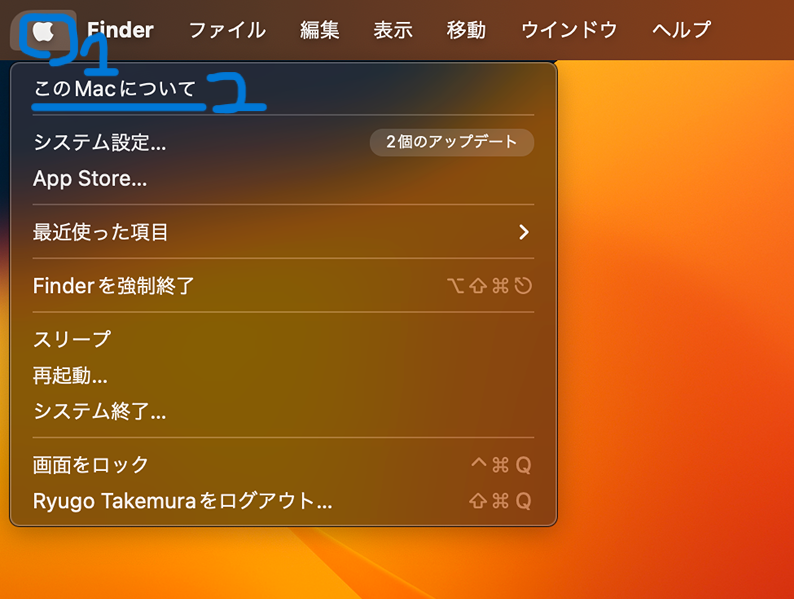 Finder ファイル 編集 表示 移動 ウインドウ ヘルプ
1
このMacについて 2
システム設定... 2個のアップデート
App Store...
最近使った項目 >
Finderを強制終了 ⌥⇧⌘⎋
スリープ
再起動...
システム終了...
画面をロック ^⌘Q
Ryugo Takemuraをログアウト... ⇧⌘Q